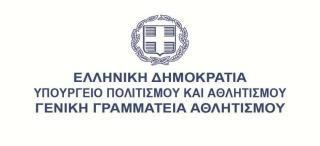 ΕΛΛΗΝΙΚΗ ΔΗΜΟΚΡΑΤΙΑ
ΥΠΟΥΡΓΕΙΟ ΠΟΛΙΤΙΣΜΟΥ ΚΑΙ ΑΘΛΗΤΙΣΜΟΥ
ΓΕΝΙΚΗ ΓΡΑΜΜΑΤΕΙΑ ΑΘΛΗΤΙΣΜΟΥ